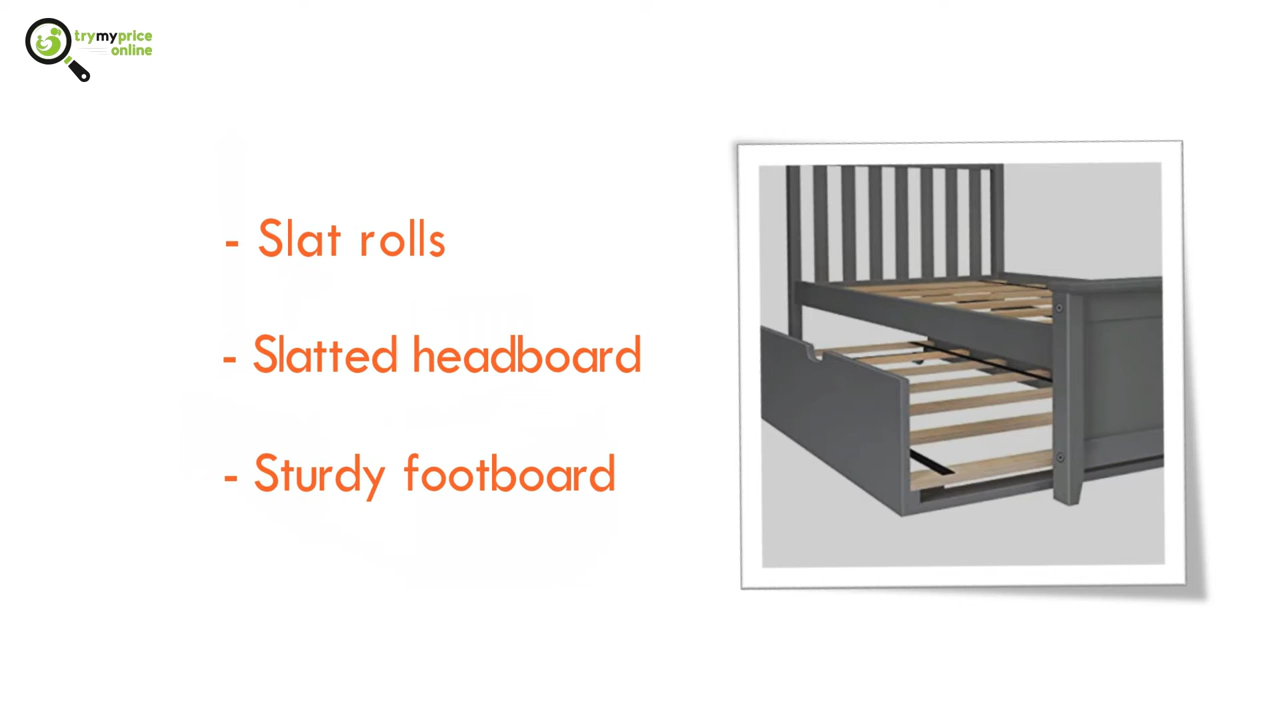 trymyprice
online
- Slat rolls
- Slatted headboard
- Sturdy footboard